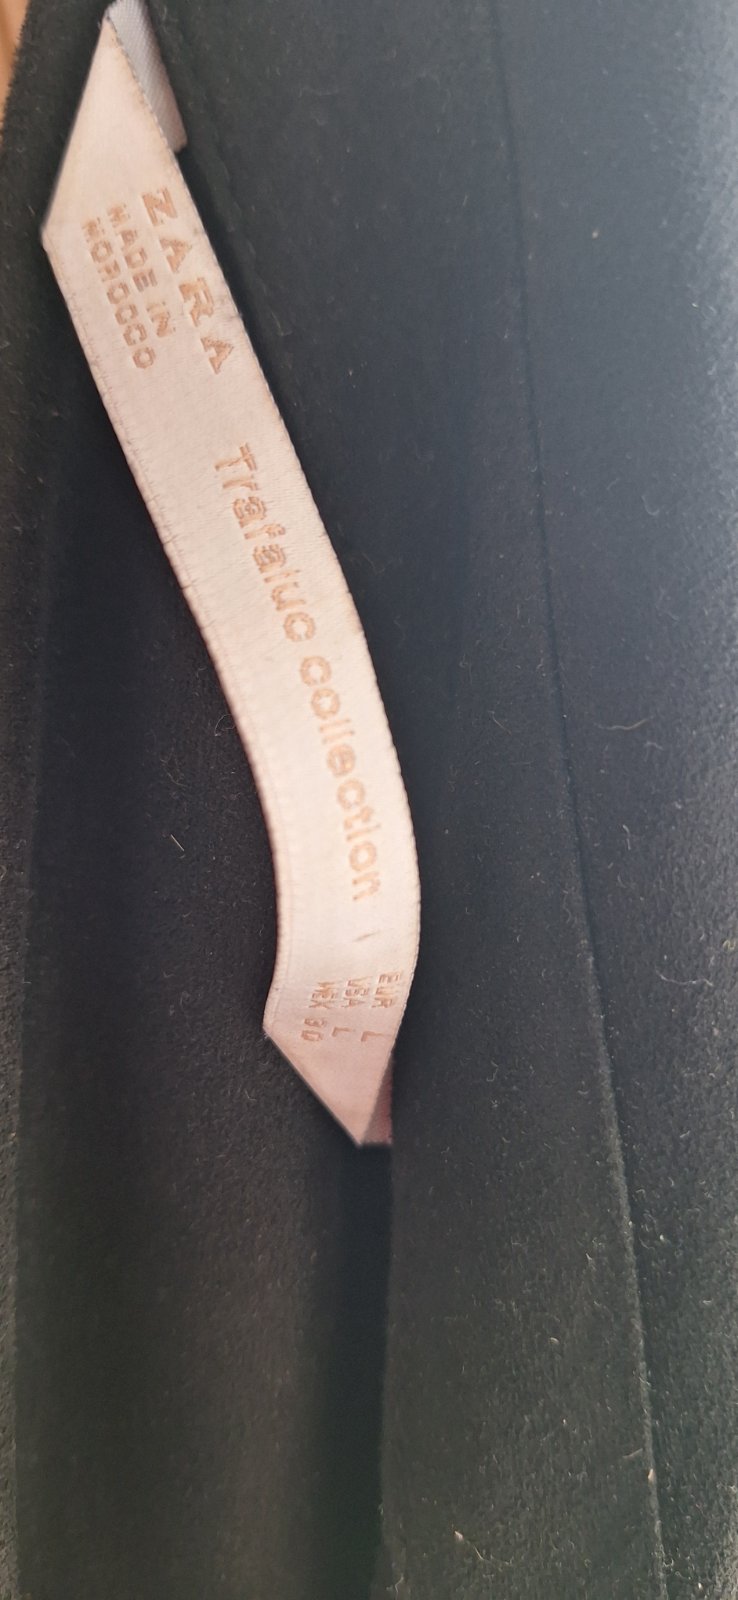 ZARA
MADE IN
MOROCCO
Trafaluc collection
EUR L
USA L
MEX 30